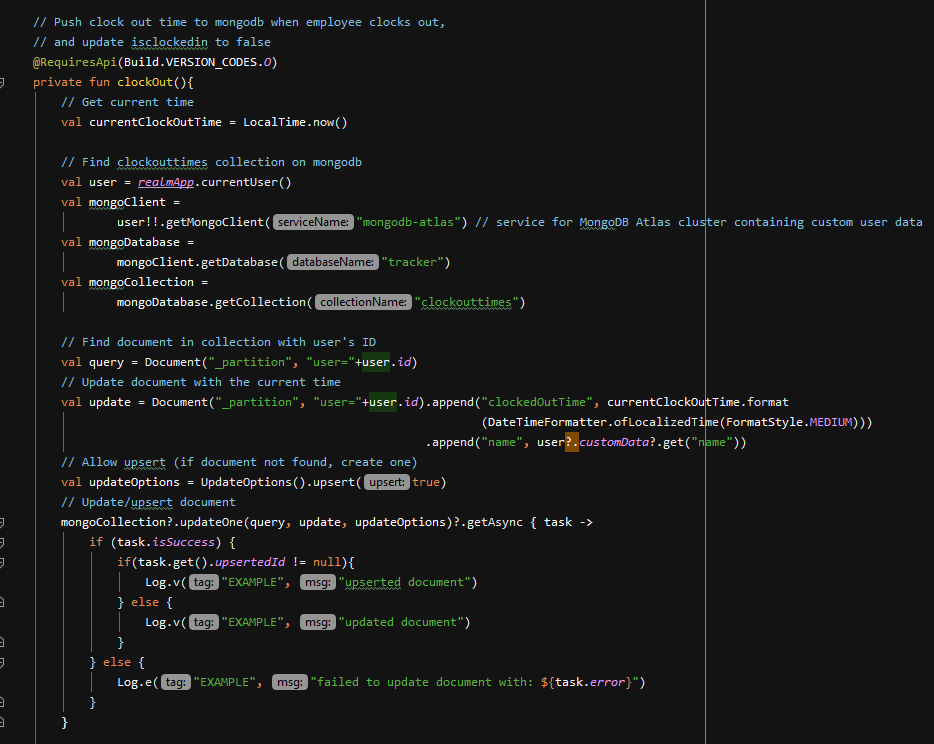 // Push clock out time to mongodb when employee clocks out,
// and update isclockedin to false
@RequiresApi(Build.VERSION_CODES.O)
private fun clockOut(){
// Get current time
val currentClockOutTime = LocalTime.now()
// Find clockouttimes collection on mongodb
val user = realmApp.currentUser()
val mongoClient =
user!!.getMongoClient( serviceName: "mongodb-atlas") // service for MongoDB Atlas cluster containing custom user data
val mongoDatabase =
mongoClient.getDatabase( databaseName: "tracker")
val mongoCollection =
mongoDatabase.getCollection( collectionName: "clockouttimes")
// Find document in collection with user's ID
val query = Document("_partition", "user="+user.id)
// Update document with the current time
val update = Document("_partition", "user="+user.id).append("clockedOutTime", currentClockOutTime.format
(DateTimeFormatter.ofLocalizedTime(FormatStyle.MEDIUM)))
.append("name", user?.customData?.get("name"))
// Allow upsert (if document not found, create one)
val updateOptions = UpdateOptions().upsert( upsert: true)
// Update/upsert document
mongoCollection?.updateOne(query, update, updateOptions)?.getAsync { task ->
if (task.isSuccess) {
if(task.get().upsertedId != null){
Log.v( tag: "EXAMPLE", msg: "upserted document")
} else {
Log.v( tag: "EXAMPLE", msg: "updated document")
}
} else {
Log.e( tag: "EXAMPLE", msg: "failed to update document with: ${task.error}")
}
}